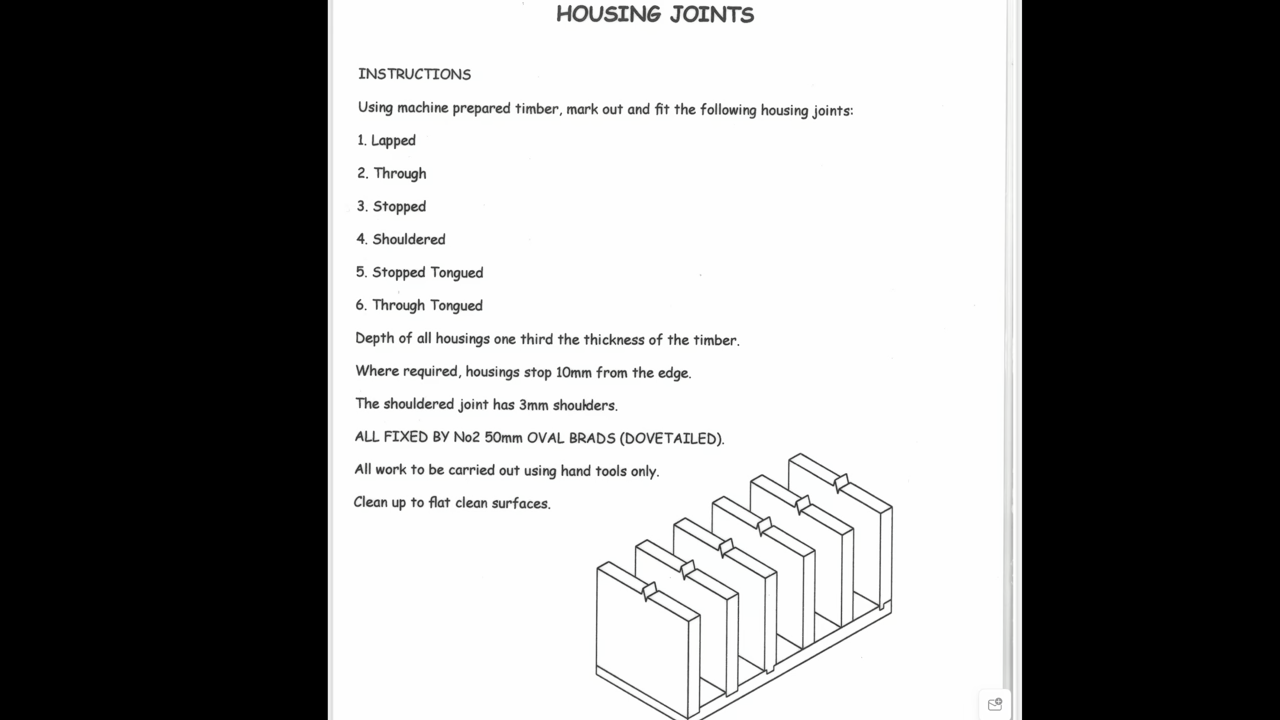 HOUSING JOINTS
INSTRUCTIONS
Using machine prepared timber, mark out and fit the following housing joints:
1. Lapped
2. Through
3. Stopped
4. Shouldered
5. Stopped Tongued
6. Through Tongued
Depth of all housings one third the thickness of the timber.
Where required, housings stop 10mm from the edge.
The shouldered joint has 3mm shoulders.
ALL FIXED BY No2 50mm OVAL BRADS (DOVETAILED).
All work to be carried out using hand tools only.
Clean up to flat clean surfaces.